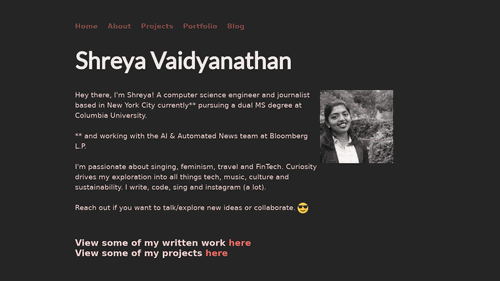 Home About Projects Portfolio Blog
Shreya Vaidyanathan
Hey there, I'm Shreya! A computer science engineer and journalist
based in New York City currently** pursuing a dual MS degree at
Columbia University.
** and working with the AI & Automated News team at Bloomberg
L.P.
I'm passionate about singing, feminism, travel and FinTech. Curiosity
drives my exploration into all things tech, music, culture and
sustainability. I write, code, sing and instagram (a lot).
Reach out if you want to talk/explore new ideas or collaborate. 😎
View some of my written work here
View some of my projects here